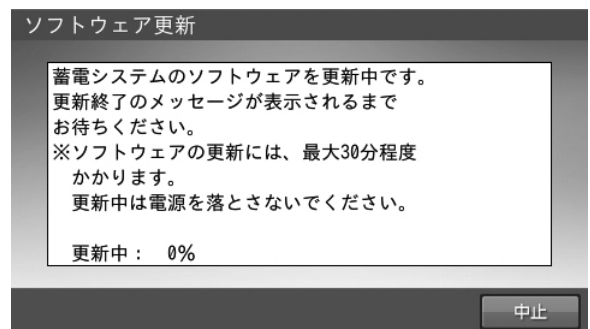 ソフトウェア更新
蓄電システムのソフトウェアを更新中です。
更新終了のメッセージが表示されるまで
お待ちください。
※ソフトウェアの更新には、最大30分程度
かかります。
更新中は電源を落とさないでください。
更新中： 0%
中止